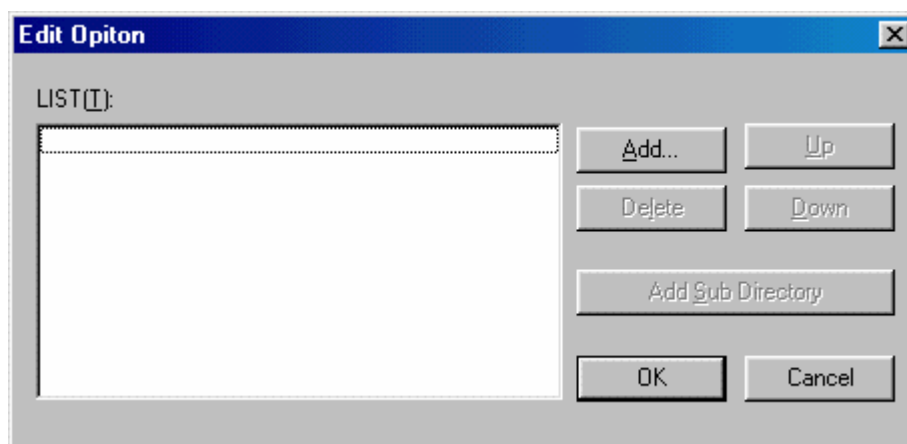 Edit Opiton
LIST(T):
Add...
Up
Delete
Down
Add Sub Directory
OK
Cancel